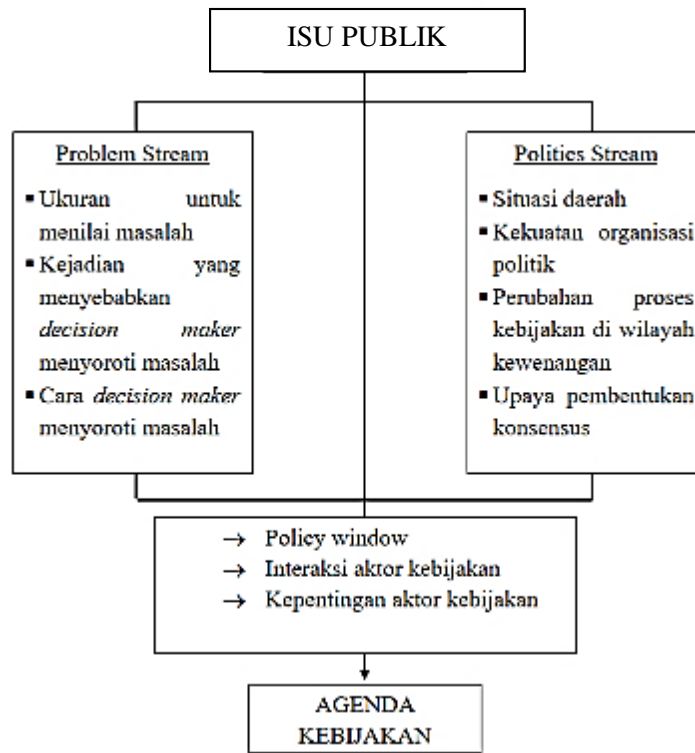 ISU PUBLIK
Problem Stream
▪ Ukuran untuk
menilai masalah
▪ Kejadian yang
menyebabkan
decision maker
menyoroti masalah
▪ Cara decision maker
menyoroti masalah
Politics Stream
▪ Situasi daerah
▪ Kekuatan organisasi
politik
▪ Perubahan proses
kebijakan di wilayah
kewenangan
▪ Upaya pembentukan
konsensus
→ Policy window
→ Interaksi aktor kebijakan
→ Kepentingan aktor kebijakan
AGENDA
KEBIJAKAN